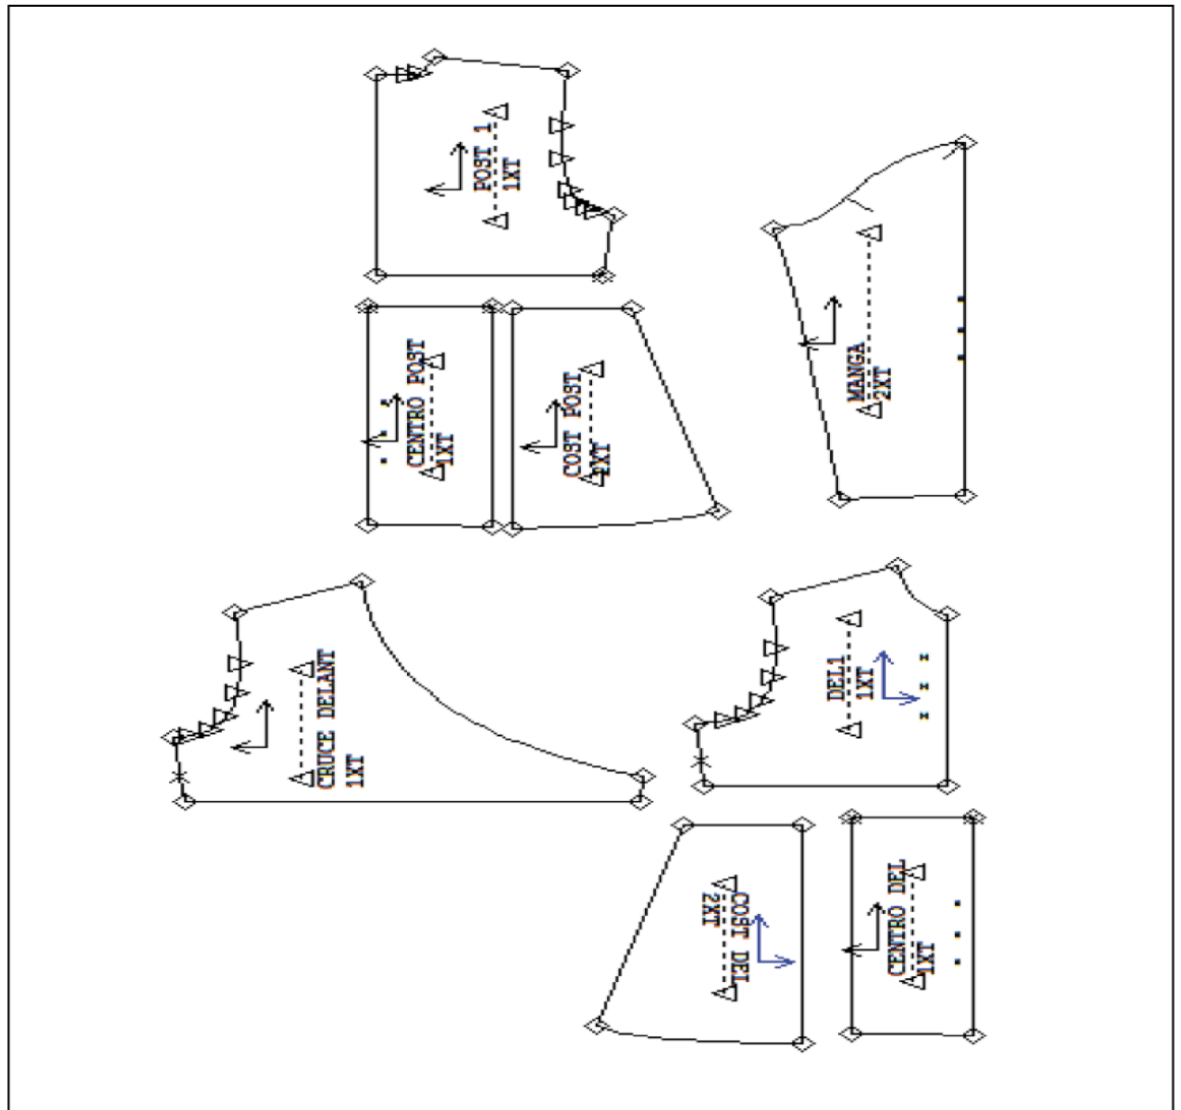 POST 1
1XT
MANGA
2XT
CENTRO POST
1XT
COST POST
2XT
CRUCE DELANT
1XT
DEL1
1XT
COST DEL
2XT
CENTRO DEL
1XT